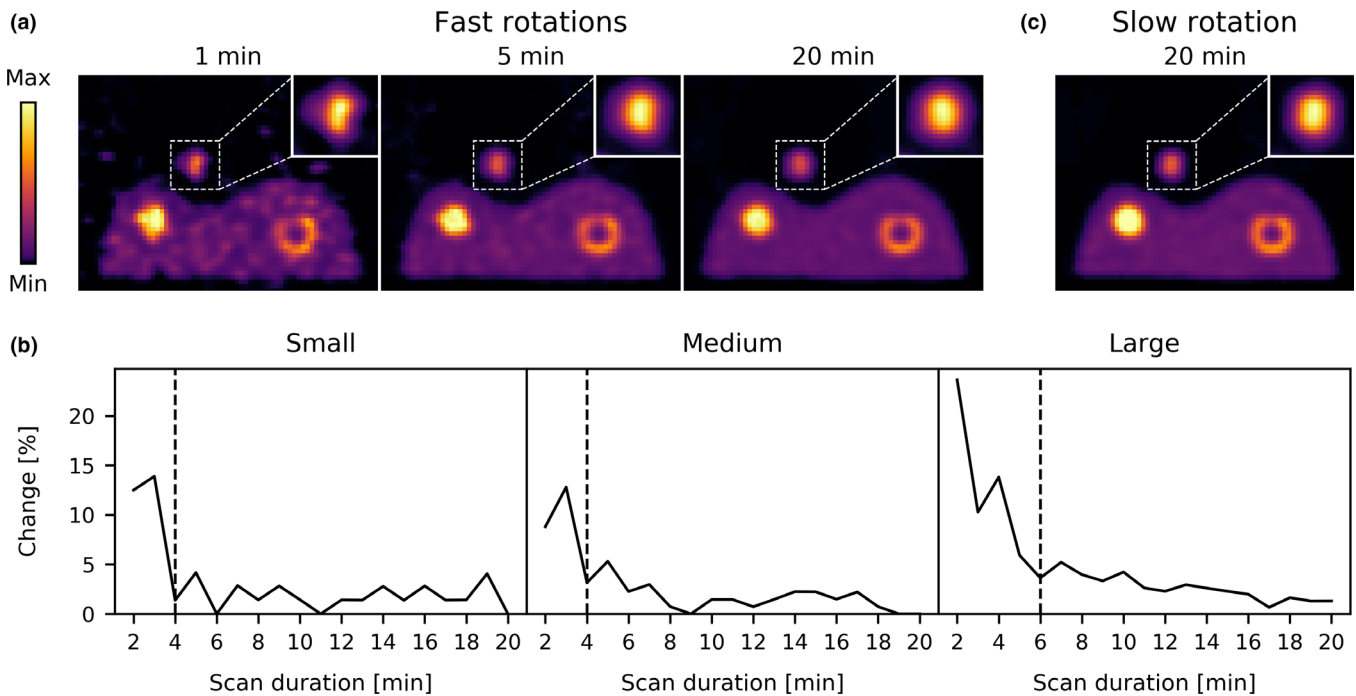 (a) Fast rotations (c) Slow rotation
1 min 5 min 20 min 20 min
Max
Min
(b) Small Medium Large
Change [%]
20
15
10
5
0
2 4 6 8 10 12 14 16 18 20 2 4 6 8 10 12 14 16 18 20 2 4 6 8 10 12 14 16 18 20
Scan duration [min] Scan duration [min] Scan duration [min]